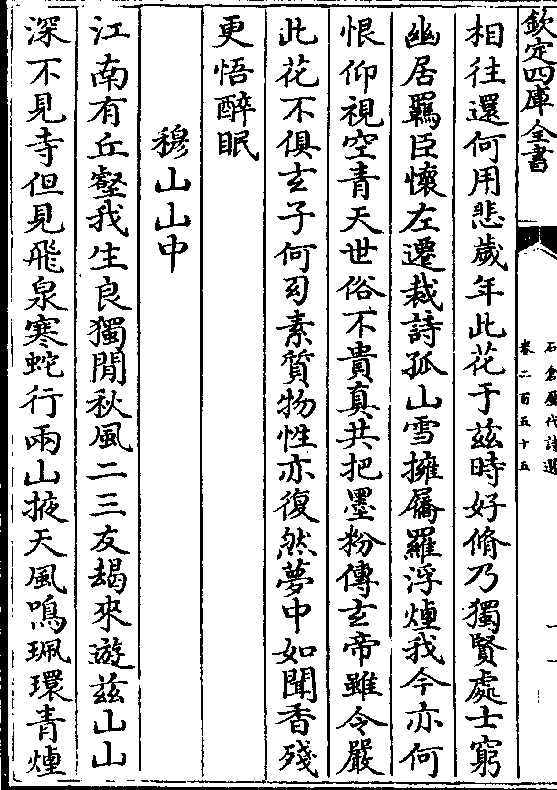 欽定四庫全書
石倉歷代詩選
卷二百五十五
相往還何用悲歲年此花于兹時好脩乃獨賢處士窮
幽居羈臣懷左遷裁詩孤山雪擁屩羅浮煙我今亦何
恨仰視空青天世俗不貴真共把墨粉傳玄帝雖令嚴
此花不俱玄子何匃素質物性亦復然夢中如聞香殘
更悟醉眠
穆山山中
江南有丘壑我生良獨閒秋風二三友朅來遊兹山山
深不見寺但見飛泉寒蛇行兩山掖天風鳴珮環青煙